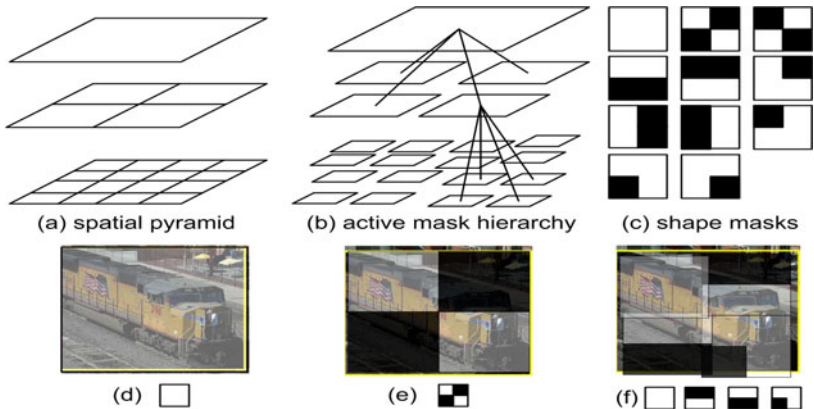 (a) spatial pyramid
(b) active mask hierarchy
(c) shape masks
(d)
(e)
(f)